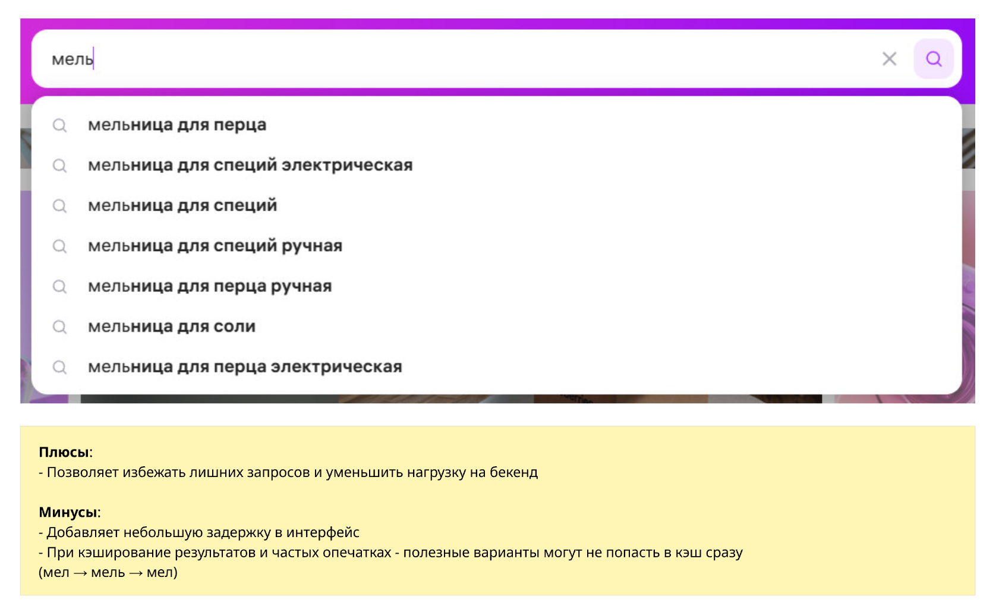 мель
мельница для перца
мельница для специй электрическая
мельница для специй
мельница для специй ручная
мельница для перца ручная
мельница для соли
мельница для перца электрическая
Плюсы:
- Позволяет избежать лишних запросов и уменьшить нагрузку на бекенд
Минусы:
- Добавляет небольшую задержку в интерфейс
- При кэширование результатов и частых опечатках - полезные варианты могут не попасть в кэш сразу
(мел → мель → мел)